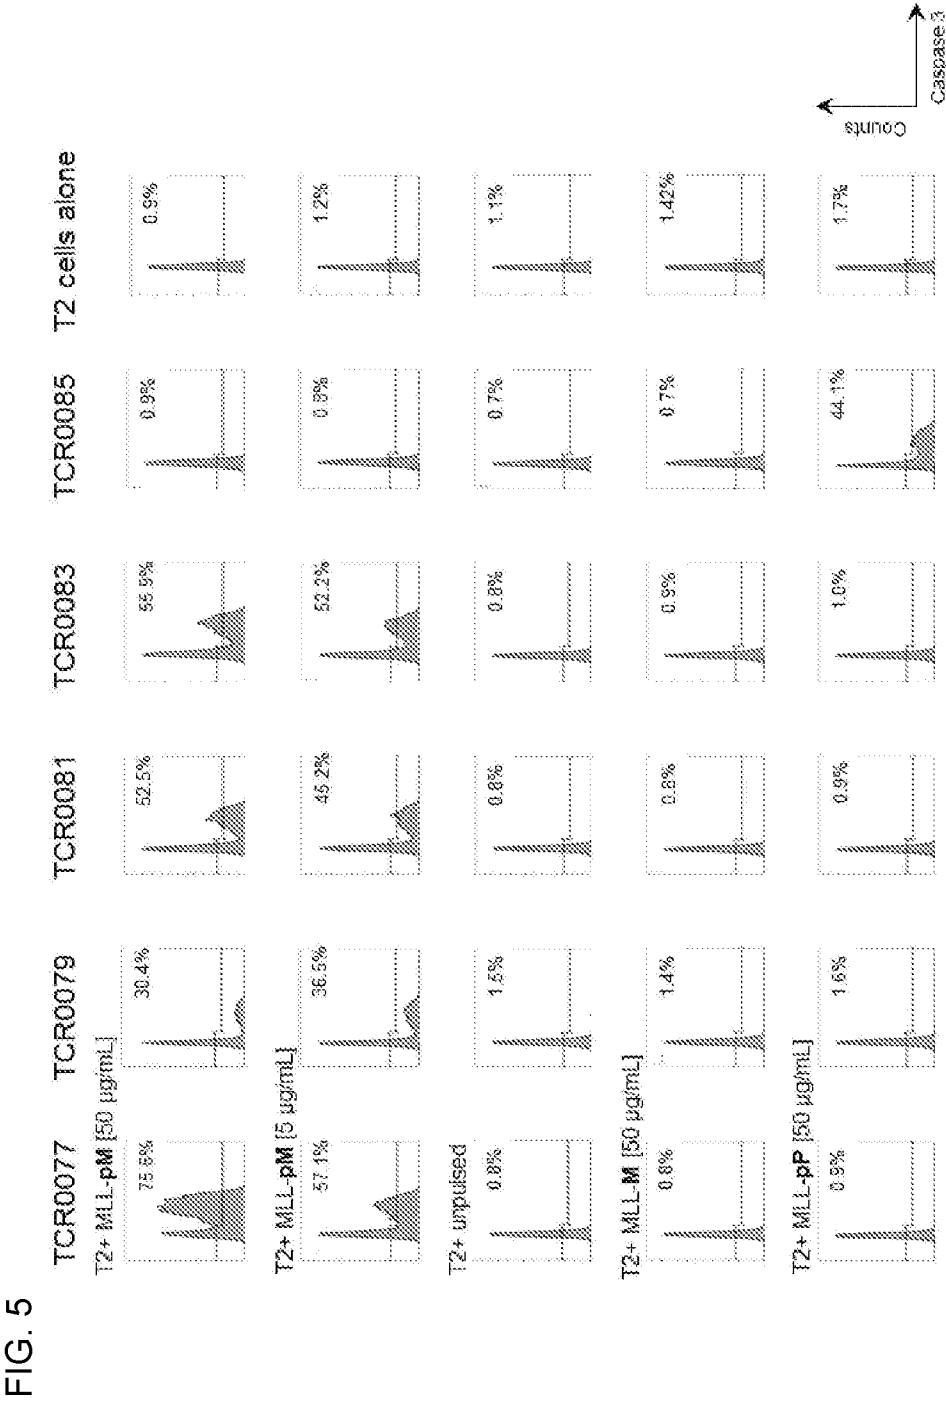 FIG. 5
TCR0077 TCR0079 TCR0081 TCR0083 TCR0085 T2 cells alone
T2+ MLL-pM [50 µg/mL]
75.6% 30.4% 52.5% 55.9% 0.9% 0.9%
T2+ MLL-pM [5 µg/mL]
57.1% 36.5% 45.2% 52.2% 0.8% 1.2%
T2+ unpulsed
0.8% 1.5% 0.8% 0.8% 0.7% 1.1%
T2+ MLL-M [50 µg/mL]
0.8% 1.4% 0.8% 0.9% 0.7% 1.42%
T2+ MLL-pP [50 µg/mL]
0.9% 1.6% 0.9% 1.0% 44.1% 1.7%
Counts
Caspase 3